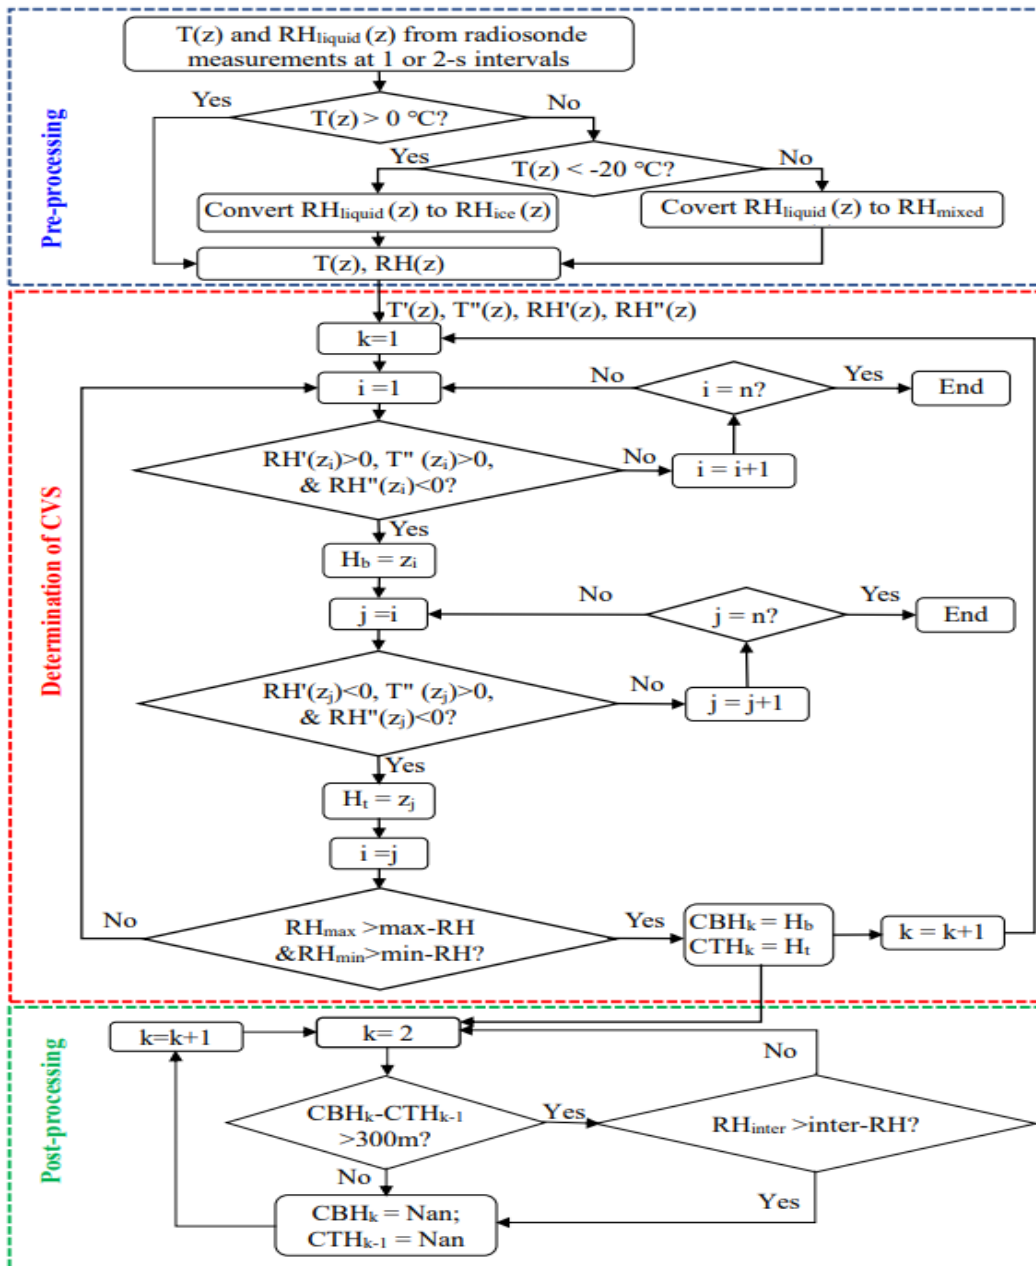 Pre-processing
T(z) and RHliquid (z) from radiosonde
measurements at 1 or 2-s intervals
Yes
T(z) > 0 °C?
No
Yes
T(z) < -20 °C?
No
Convert RHliquid (z) to RHice (z)
Covert RHliquid (z) to RHmixed
T(z), RH(z)
Determination of CVS
T'(z), T"(z), RH'(z), RH"(z)
k=1
i =1
No
i = n?
Yes
End
RH'(zi)>0, T" (zi)>0,
& RH"(zi)<0?
No
i = i+1
Yes
Hb = zi
j =i
No
j = n?
Yes
End
RH'(zj)<0, T" (zj)>0,
& RH"(zj)<0?
No
j = j+1
Yes
Ht = zj
i =j
No
RHmax >max-RH
&RHmin>min-RH?
Yes
CBHk = Hb
CTHk = Ht
k = k+1
Post-processing
k=k+1
k= 2
No
CBHk-CTHk-1
>300m?
Yes
RHinter >inter-RH?
No
Yes
CBHk = Nan;
CTHk-1 = Nan